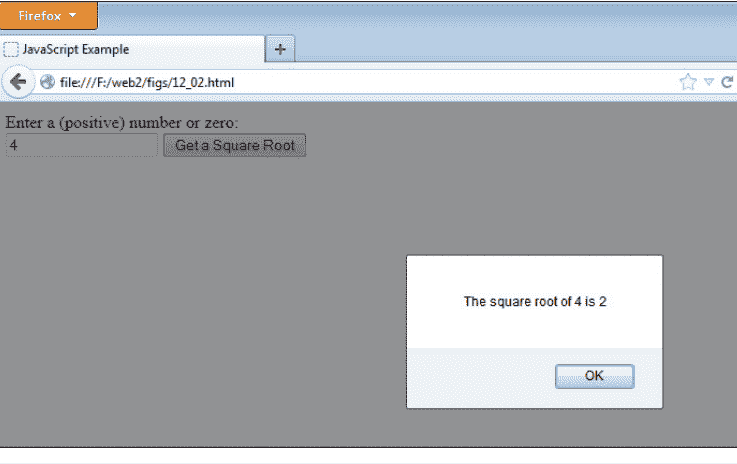 Firefox
JavaScript Example
file:///F:/web2/figs/12_02.html
Enter a (positive) number or zero:
4 Get a Square Root
The square root of 4 is 2
OK